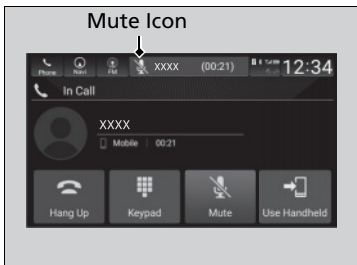 Mute Icon
Phone Navi FM XXXX (00:21) 12:34
In Call
XXXX
Mobile 00:21
Hang Up Keypad Mute Use Handheld